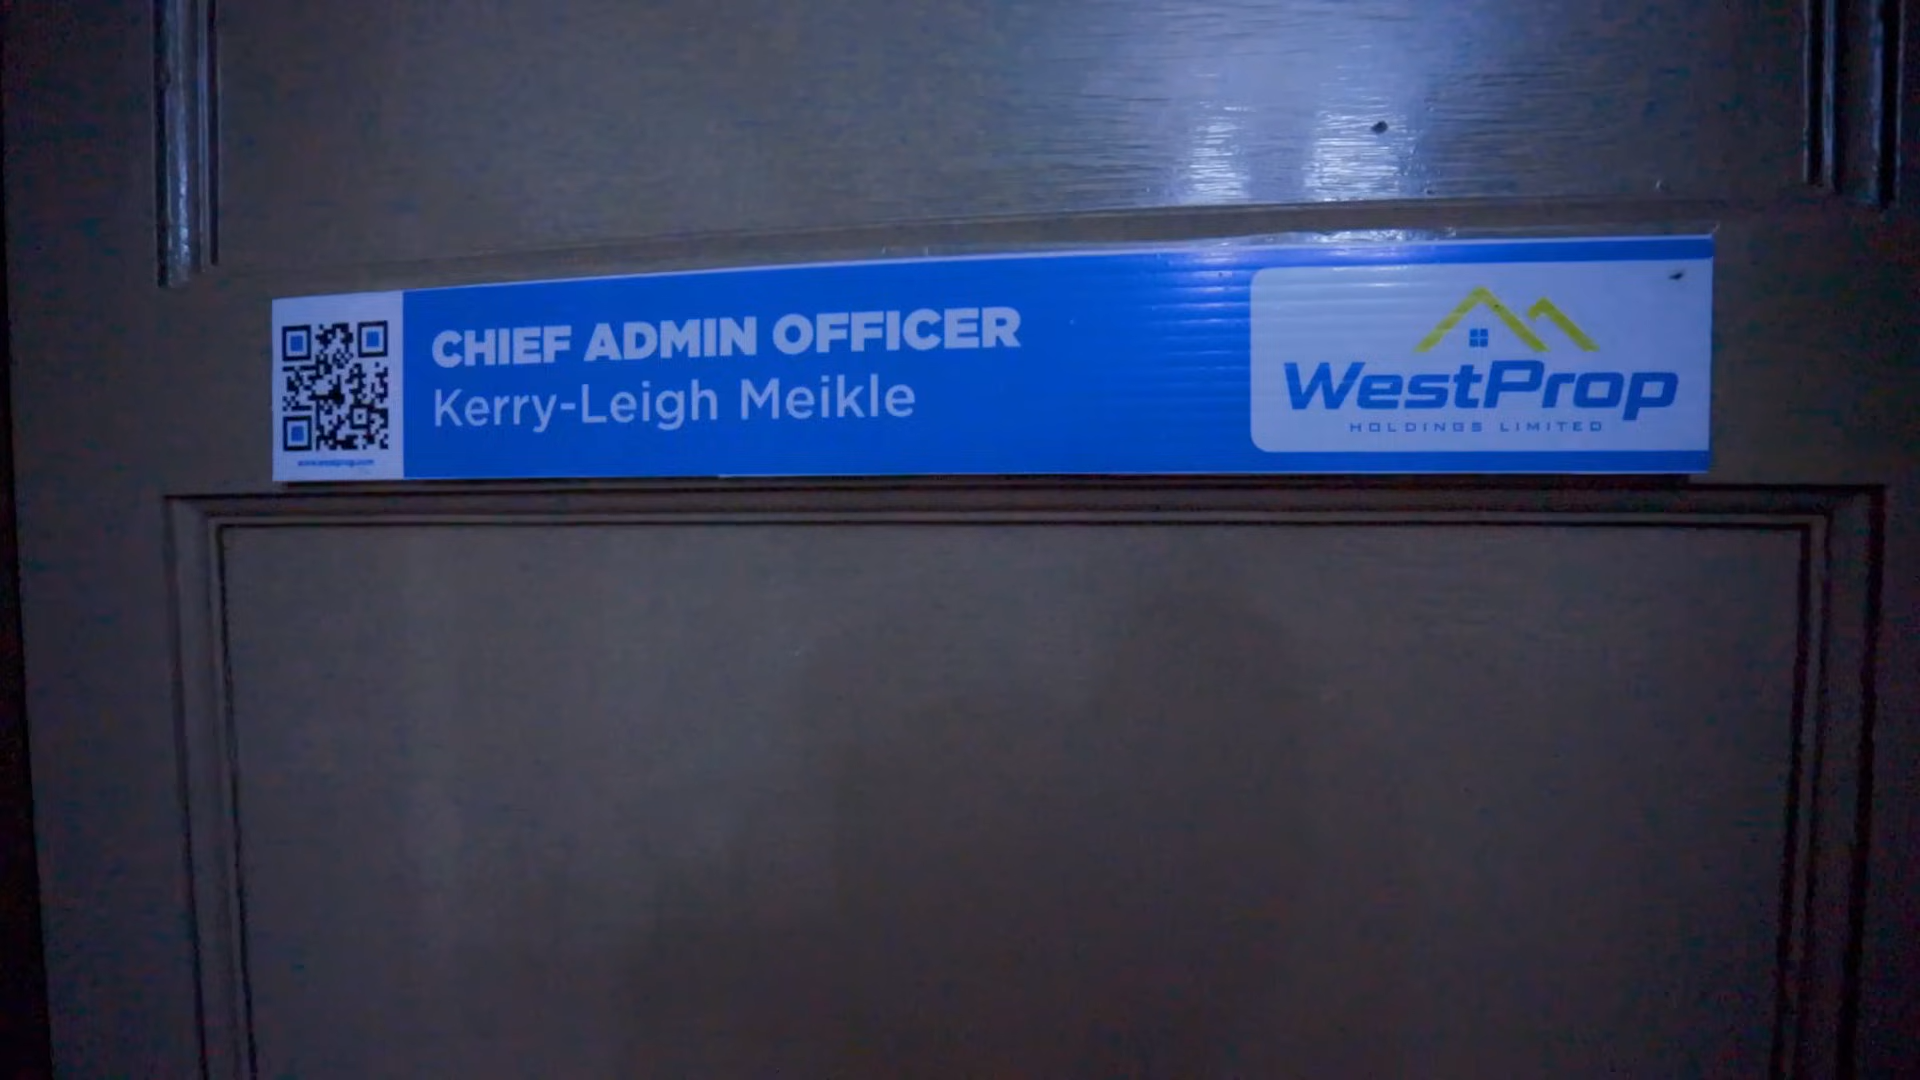 CHIEF ADMIN OFFICER
Kerry-Leigh Meikle
WestProp
HOLDINGS LIMITED